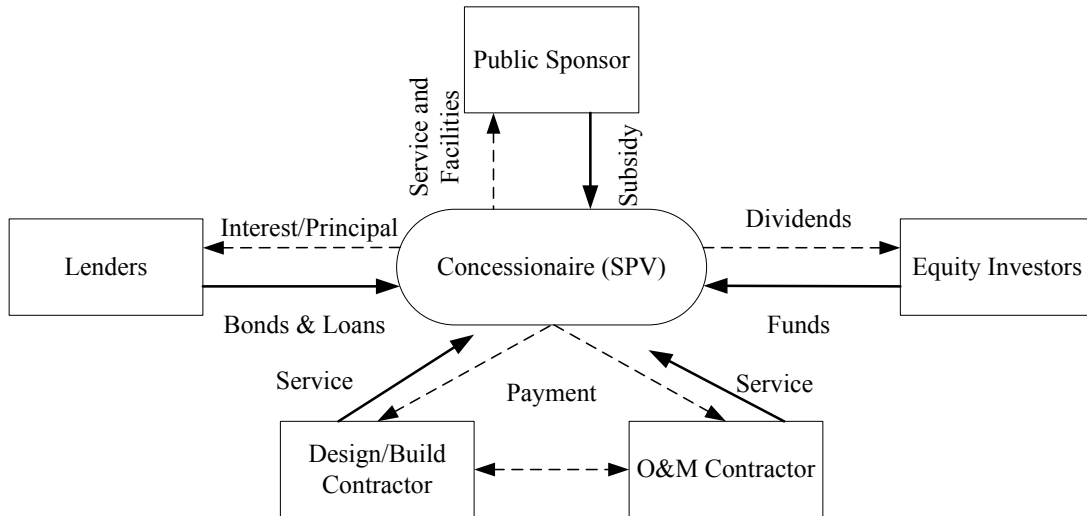 Public Sponsor
Service and
Facilities
Subsidy
Interest/Principal
Dividends
Lenders
Concessionaire (SPV)
Equity Investors
Bonds & Loans
Funds
Service
Payment
Service
Design/Build
Contractor
O&M Contractor